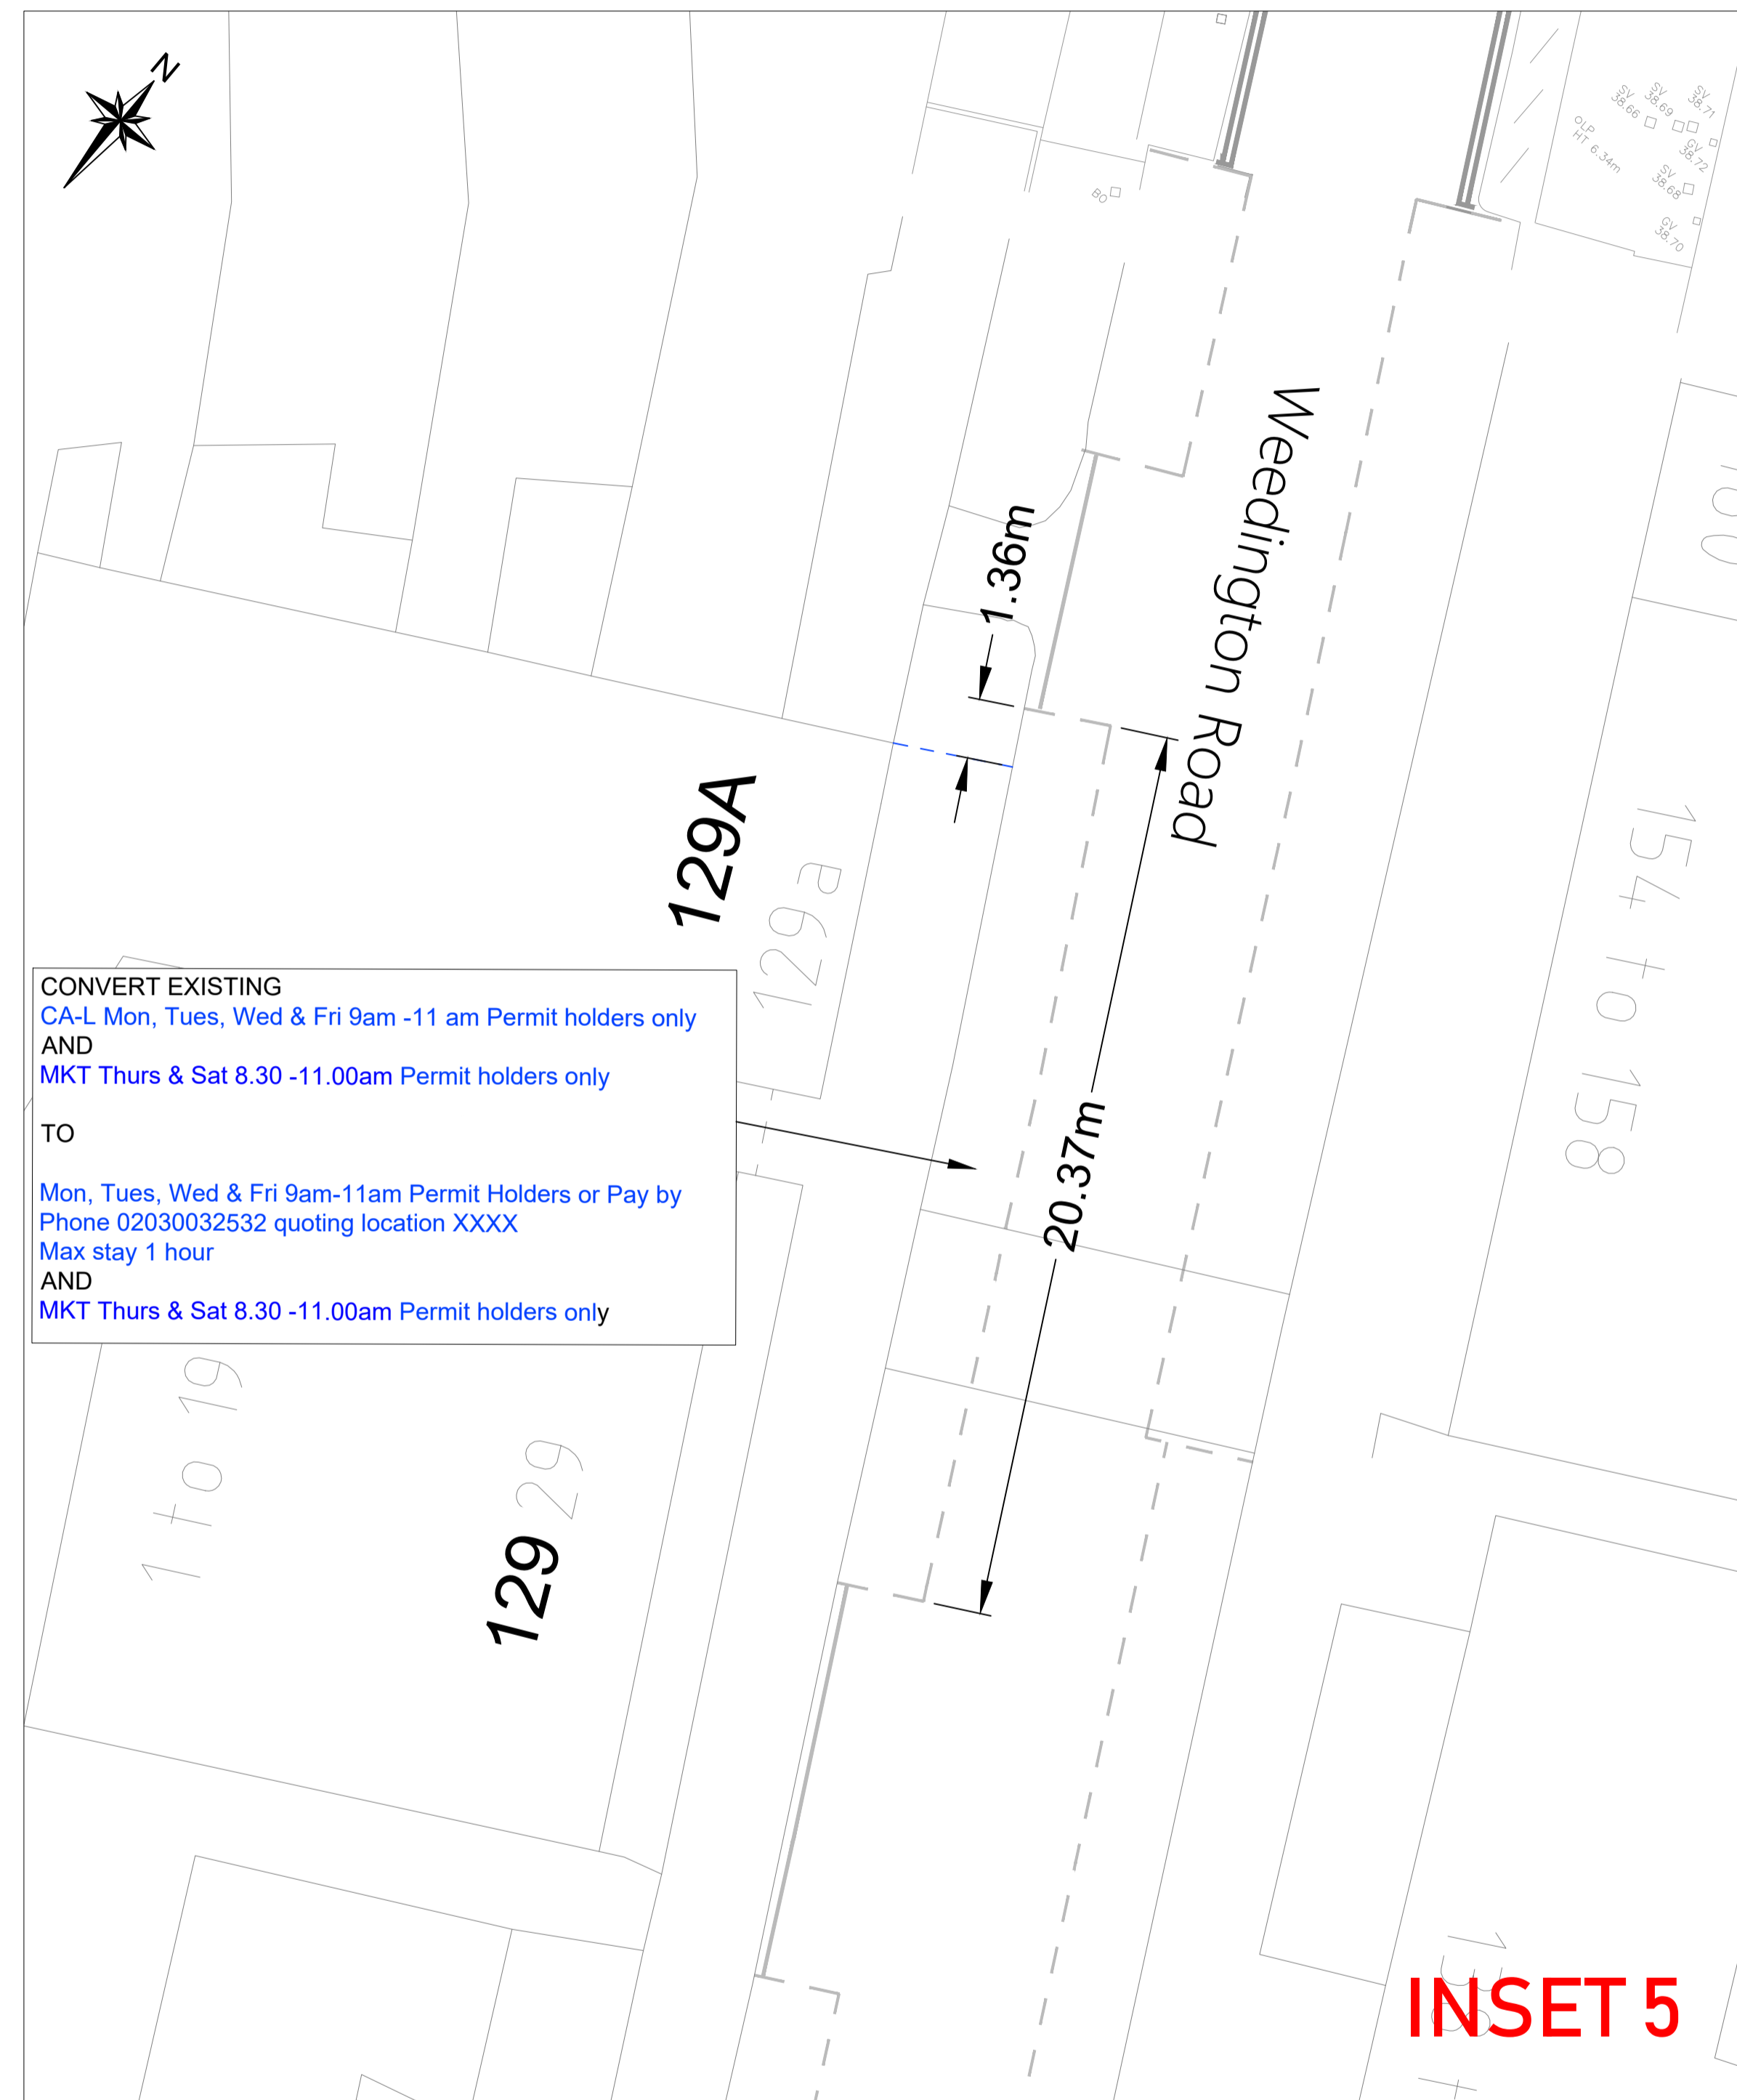 N
SV
38.66
SV
38.69
SV
38.71
OLP
HT 6.34m
GV
38.72
SV
38.68
GV
38.70
BO
Weedington Road
1.36m
129A
129a
154 to 158
CONVERT EXISTING
CA-L Mon, Tues, Wed & Fri 9am -11 am Permit holders only
AND
MKT Thurs & Sat 8.30 -11.00am Permit holders only
TO
Mon, Tues, Wed & Fri 9am-11am Permit Holders or Pay by
Phone 02030032532 quoting location XXXX
Max stay 1 hour
AND
MKT Thurs & Sat 8.30 -11.00am Permit holders only
20.37m
1 to 19
129
29
INSET 5